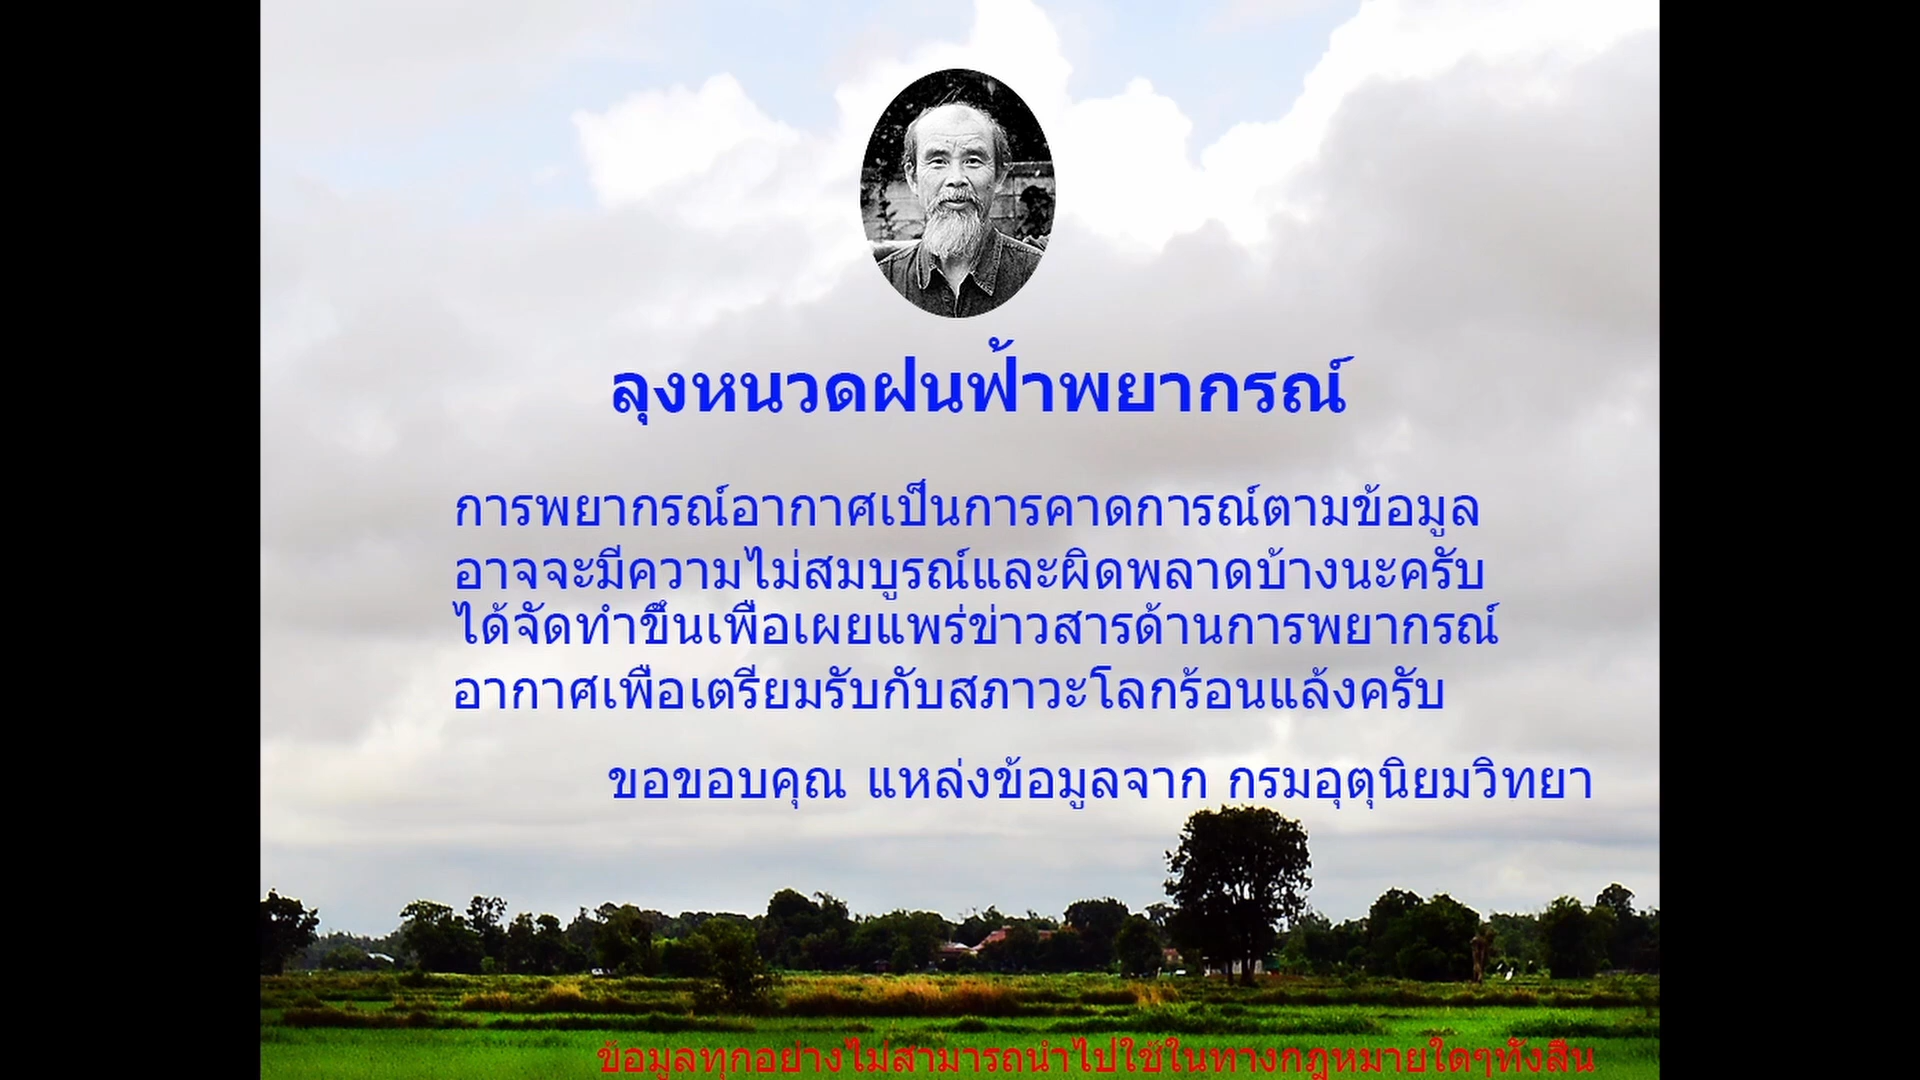 ลุงหนวดฝนฟ้าพยากรณ์
การพยากรณ์อากาศเป็นการคาดการณ์ตามข้อมูล
อาจจะมีความไม่สมบูรณ์และผิดพลาดบ้างนะครับ
ได้จัดทำขึ้นเพื่อเผยแพร่ข่าวสารด้านการพยากรณ์
อากาศเพื่อเตรียมรับกับสภาวะโลกร้อนแล้งครับ
ขอขอบคุณ แหล่งข้อมูลจาก กรมอุตุนิยมวิทยา
ข้อมูลทุกอย่างไม่สามารถนำไปใช้ในทางกฎหมายใดๆทั้งสิ้น